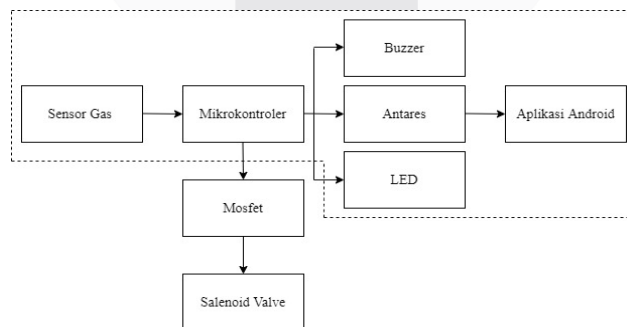 Buzzer
Sensor Gas
Mikrokontroler
Antares
Aplikasi Android
LED
Mosfet
Salenoid Valve